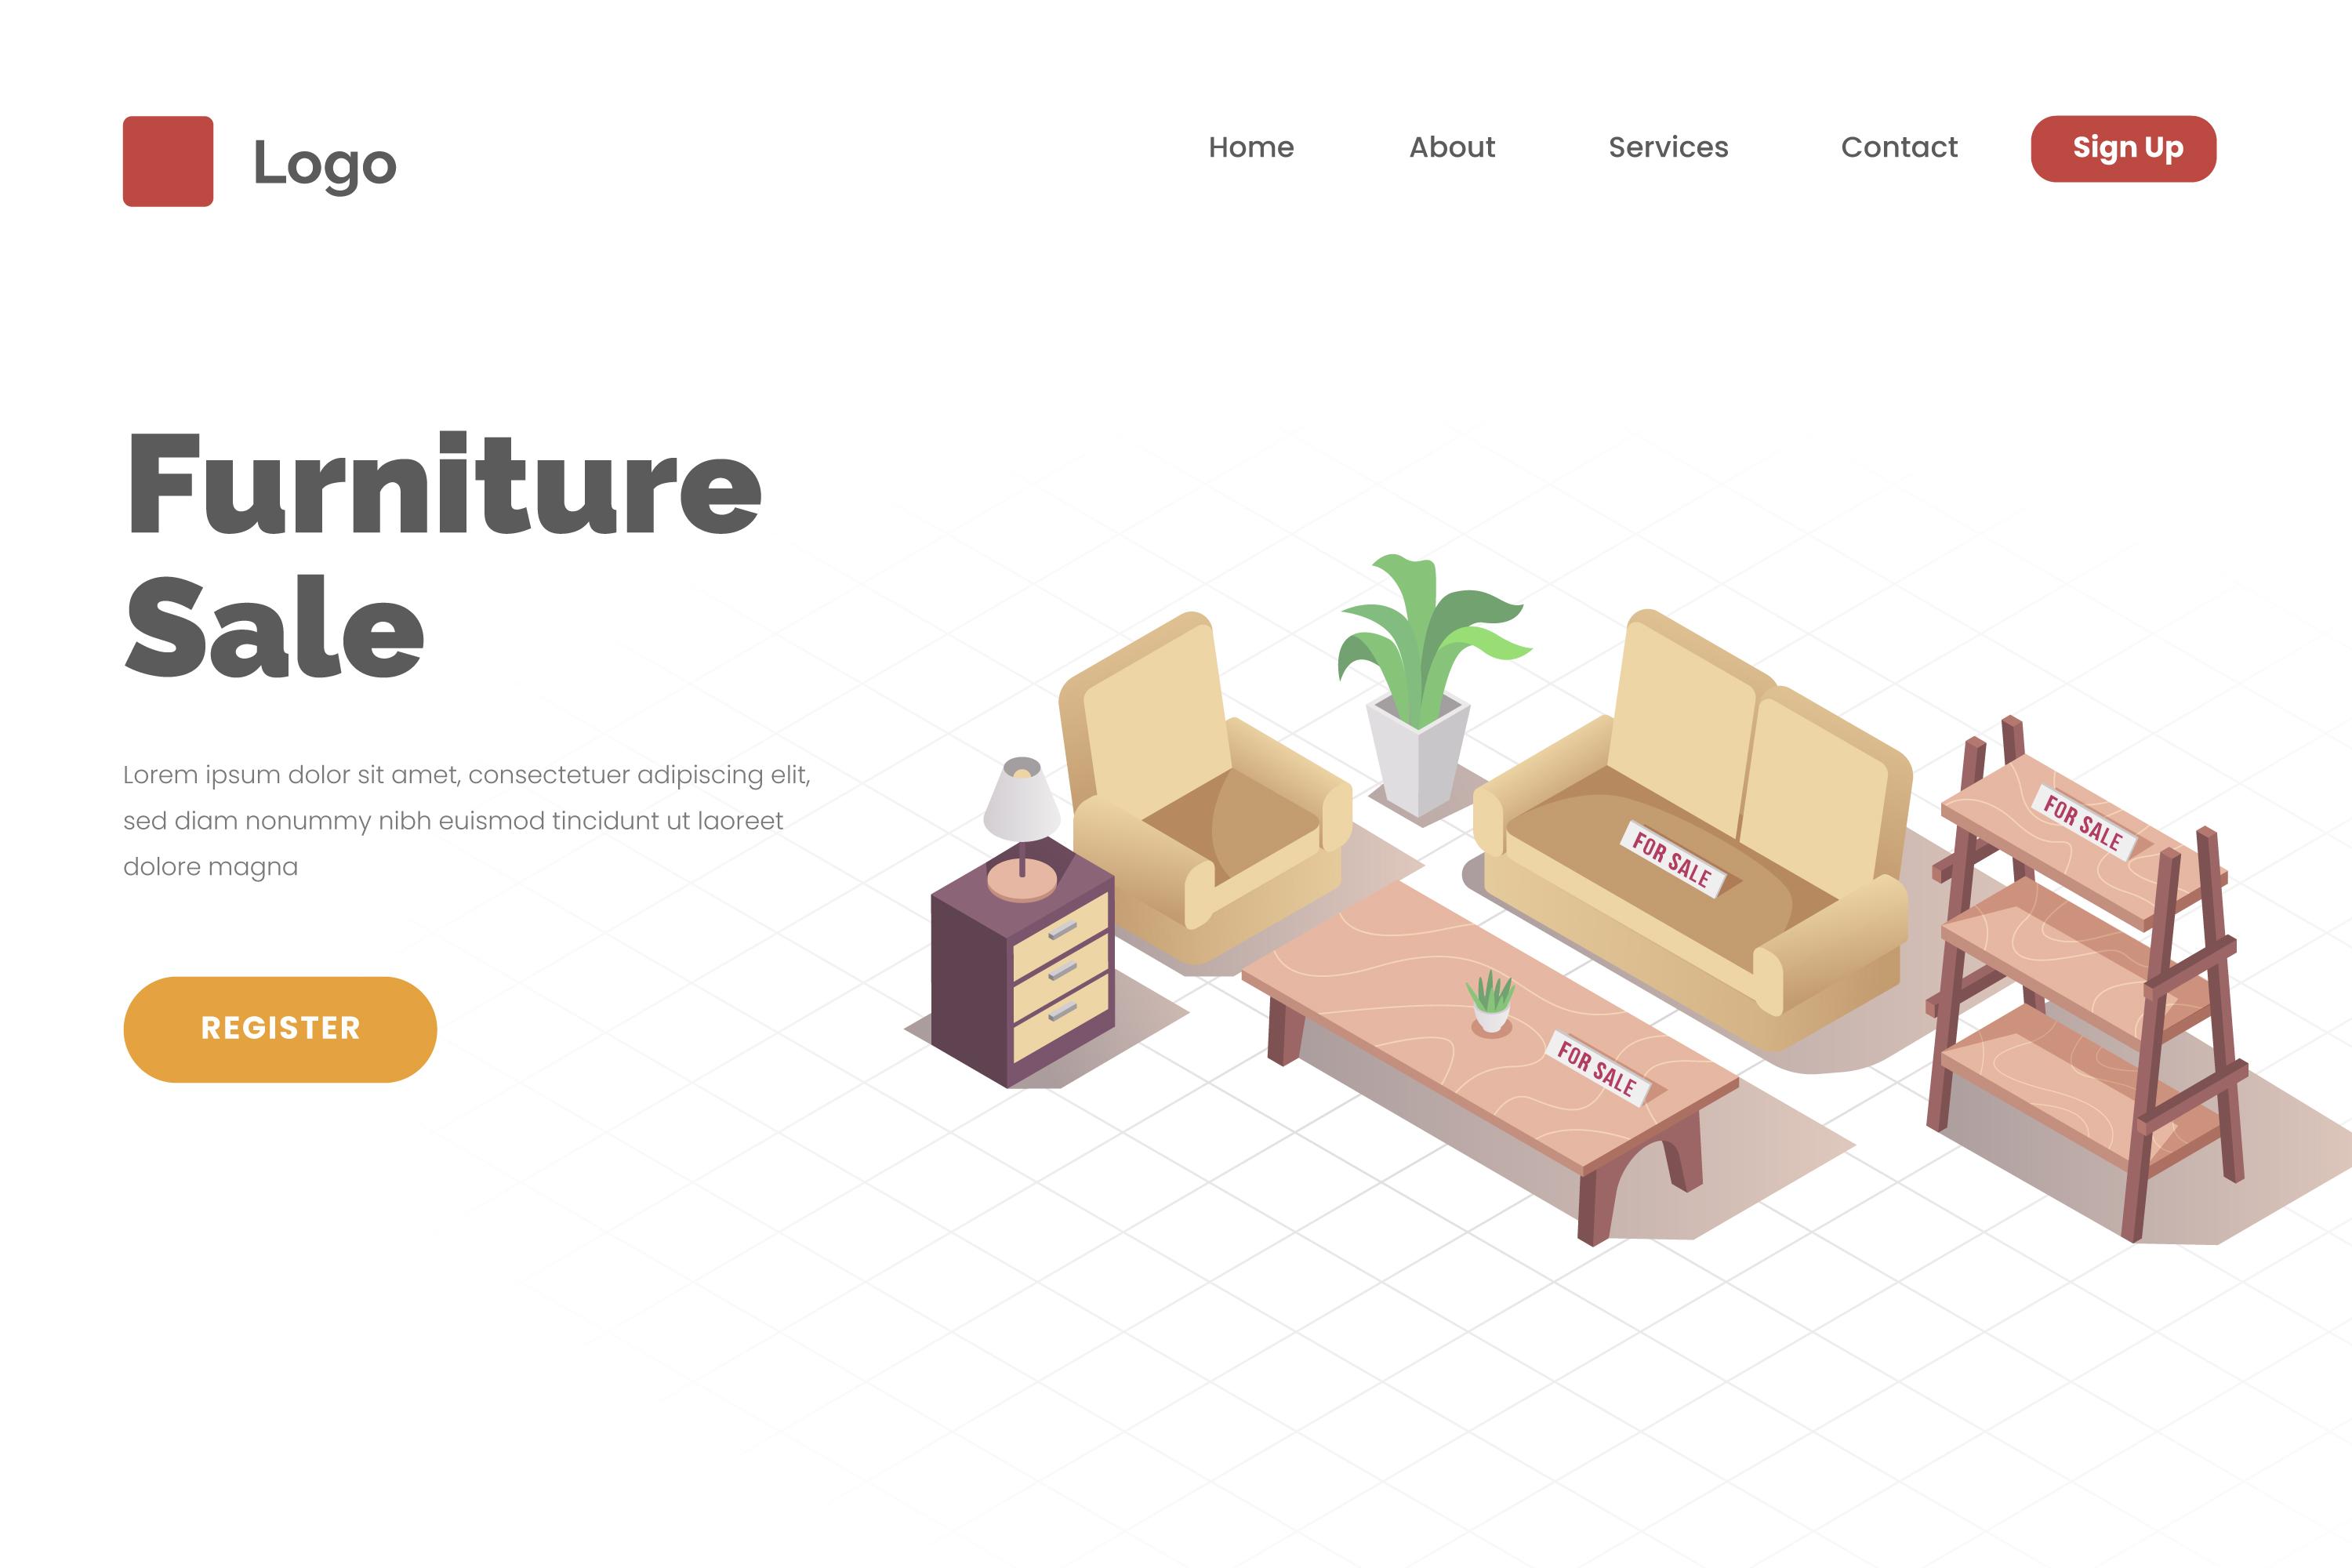 Logo
Home
About
Services
Contact
Sign Up
Furniture
Sale
Lorem ipsum dolor sit amet, consectetuer adipiscing elit,
sed diam nonummy nibh euismod tincidunt ut laoreet
dolore magna
REGISTER
FOR SALE
FOR SALE
FOR SALE